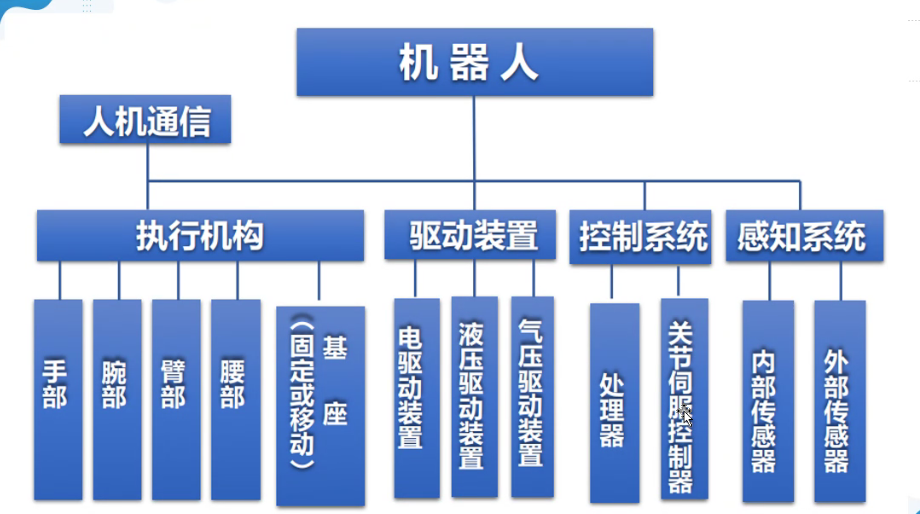 机器人
人机通信
执行机构
驱动装置
控制系统
感知系统
手部
腕部
臂部
腰部
基座
（固定或移动）
电驱动装置
液压驱动装置
气压驱动装置
处理器
关节伺服控制器
内部传感器
外部传感器